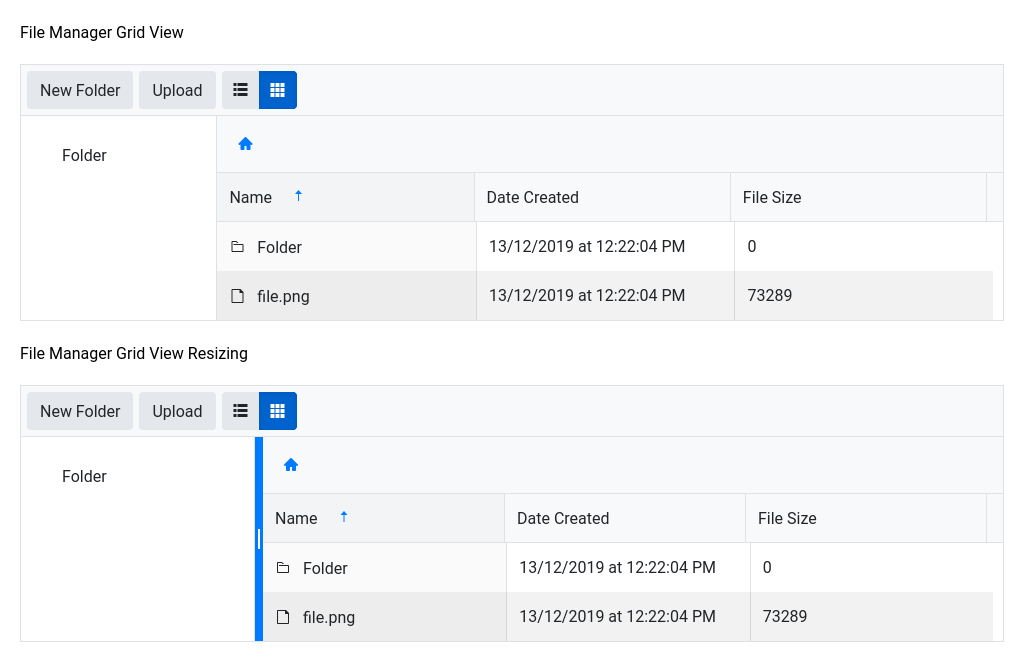 File Manager Grid View
New Folder Upload
Folder
Name Date Created File Size
Folder 13/12/2019 at 12:22:04 PM 0
file.png 13/12/2019 at 12:22:04 PM 73289
File Manager Grid View Resizing
New Folder Upload
Folder
Name Date Created File Size
Folder 13/12/2019 at 12:22:04 PM 0
file.png 13/12/2019 at 12:22:04 PM 73289